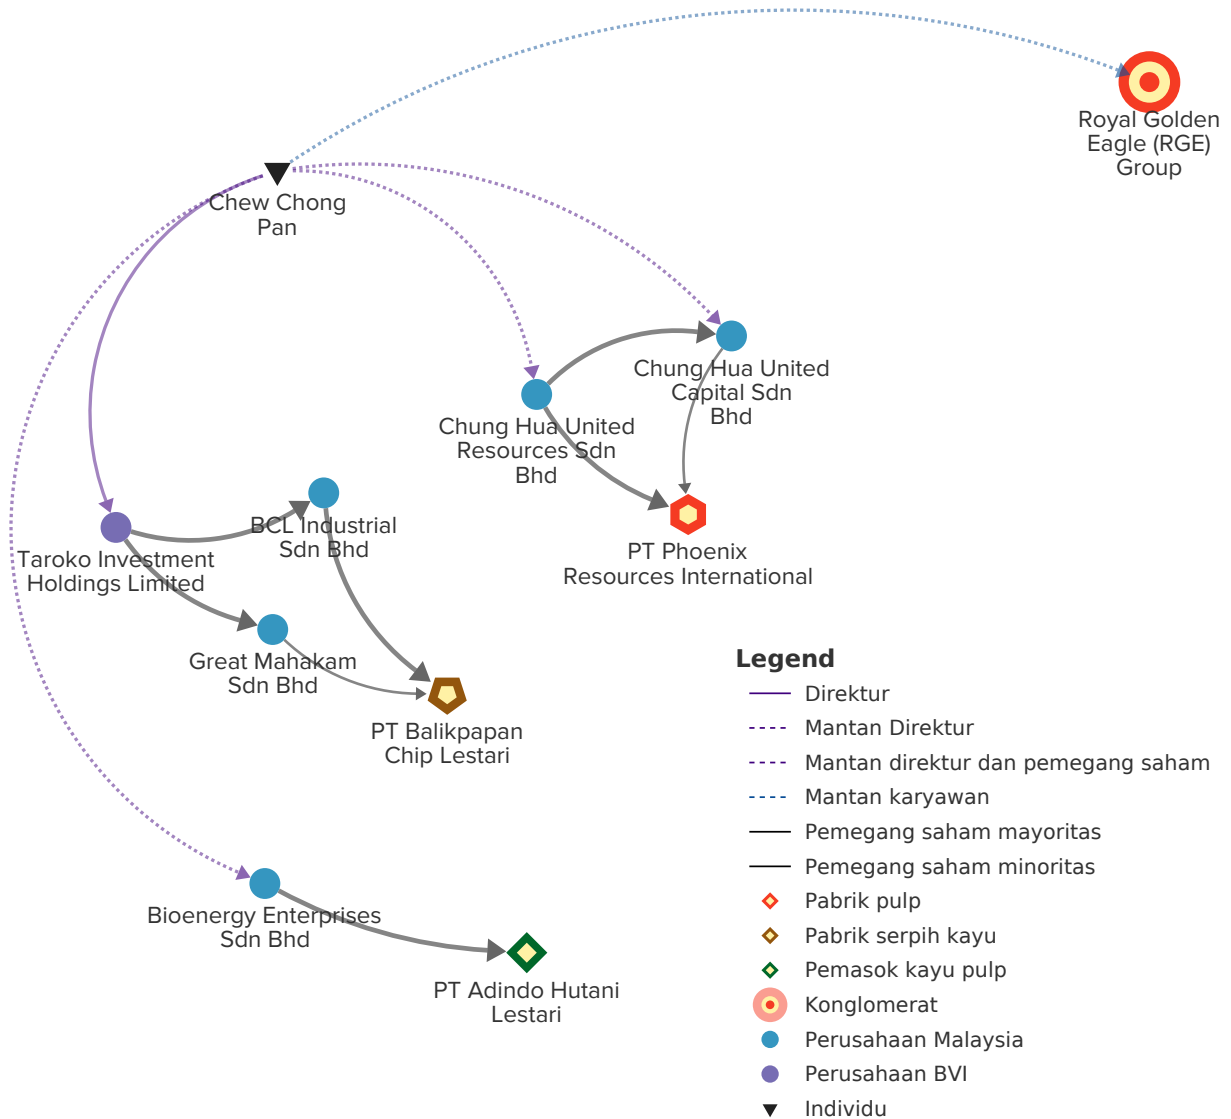 Royal Golden
Eagle (RGE)
Group
Chew Chong
Pan
Chung Hua United
Capital Sdn
Bhd
Chung Hua United
Resources Sdn
Bhd
BCL Industrial
Sdn Bhd
Taroko Investment
Holdings Limited
PT Phoenix
Resources International
Great Mahakam
Sdn Bhd
PT Balikpapan
Chip Lestari
Bioenergy Enterprises
Sdn Bhd
PT Adindo Hutani
Lestari
Legend
Direktur
Mantan Direktur
Mantan direktur dan pemegang saham
Mantan karyawan
Pemegang saham mayoritas
Pemegang saham minoritas
Pabrik pulp
Pabrik serpih kayu
Pemasok kayu pulp
Konglomerat
Perusahaan Malaysia
Perusahaan BVI
Individu